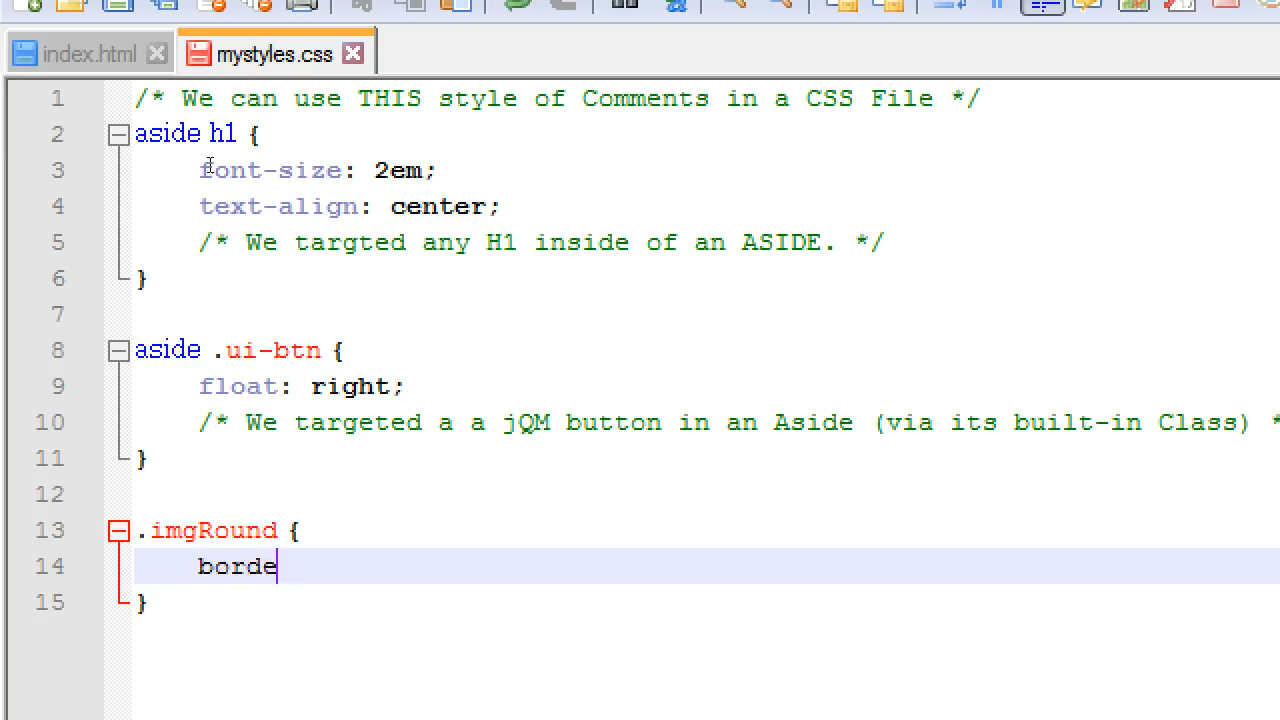 index.html mystyles.css
1 /* We can use THIS style of Comments in a CSS File */
2 aside h1 {
3 font-size: 2em;
4 text-align: center;
5 /* We targted any H1 inside of an ASIDE. */
6 }
7
8 aside .ui-btn {
9 float: right;
10 /* We targeted a a jQM button in an Aside (via its built-in Class) *
11 }
12
13 .imgRound {
14 borde
15 }